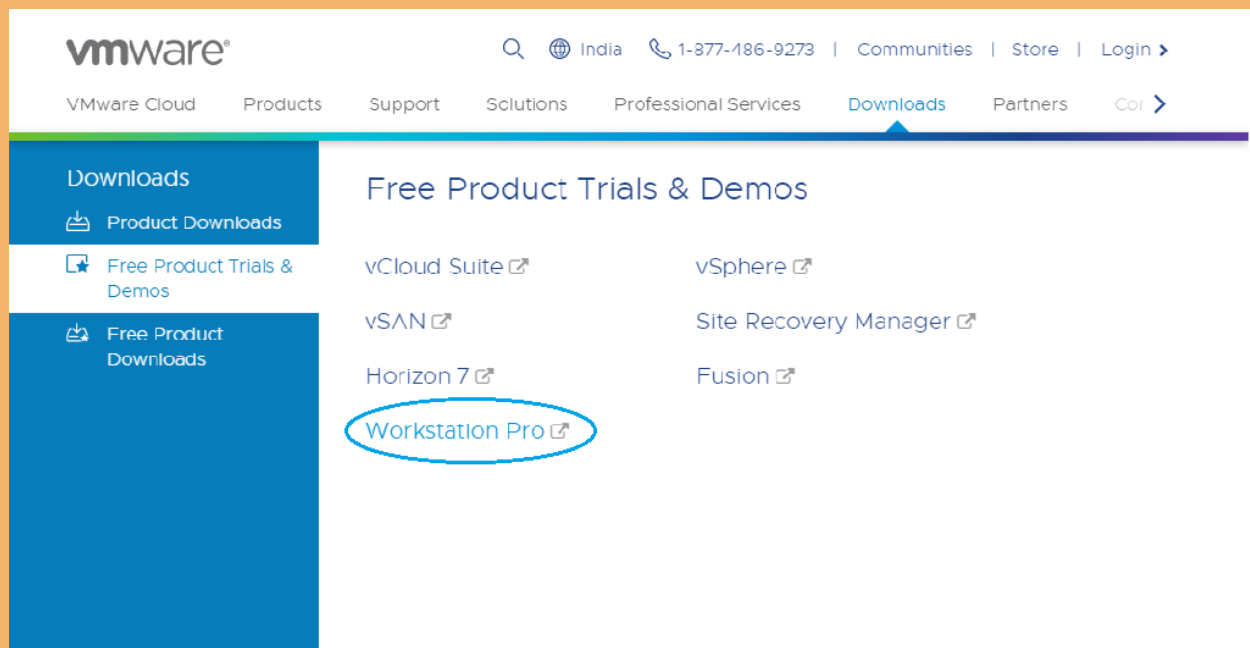 vmware®
India 1-877-486-9273 | Communities | Store | Login >
VMware Cloud Products Support Solutions Professional Services Downloads Partners
Downloads
Product Downloads
Free Product Trials &
Demos
Free Product
Downloads
Free Product Trials & Demos
vCloud Suite vSphere
vSAN Site Recovery Manager
Horizon 7 Fusion
Workstation Pro